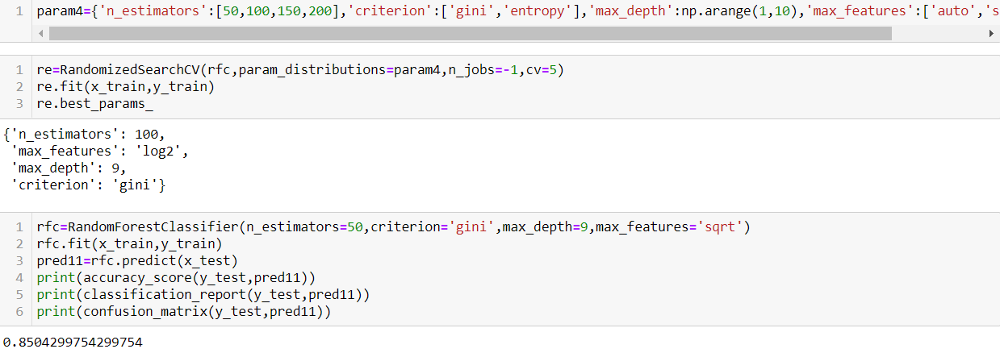 1 param4={'n_estimators':[50,100,150,200],'criterion':['gini','entropy'],'max_depth':np.arange(1,10),'max_features':['auto','s
1 re=RandomizedSearchCV(rfc,param_distributions=param4,n_jobs=-1,cv=5)
2 re.fit(x_train,y_train)
3 re.best_params_
{'n_estimators': 100,
 'max_features': 'log2',
 'max_depth': 9,
 'criterion': 'gini'}
1 rfc=RandomForestClassifier(n_estimators=50,criterion='gini',max_depth=9,max_features='sqrt')
2 rfc.fit(x_train,y_train)
3 pred11=rfc.predict(x_test)
4 print(accuracy_score(y_test,pred11))
5 print(classification_report(y_test,pred11))
6 print(confusion_matrix(y_test,pred11))
0.8504299754299754